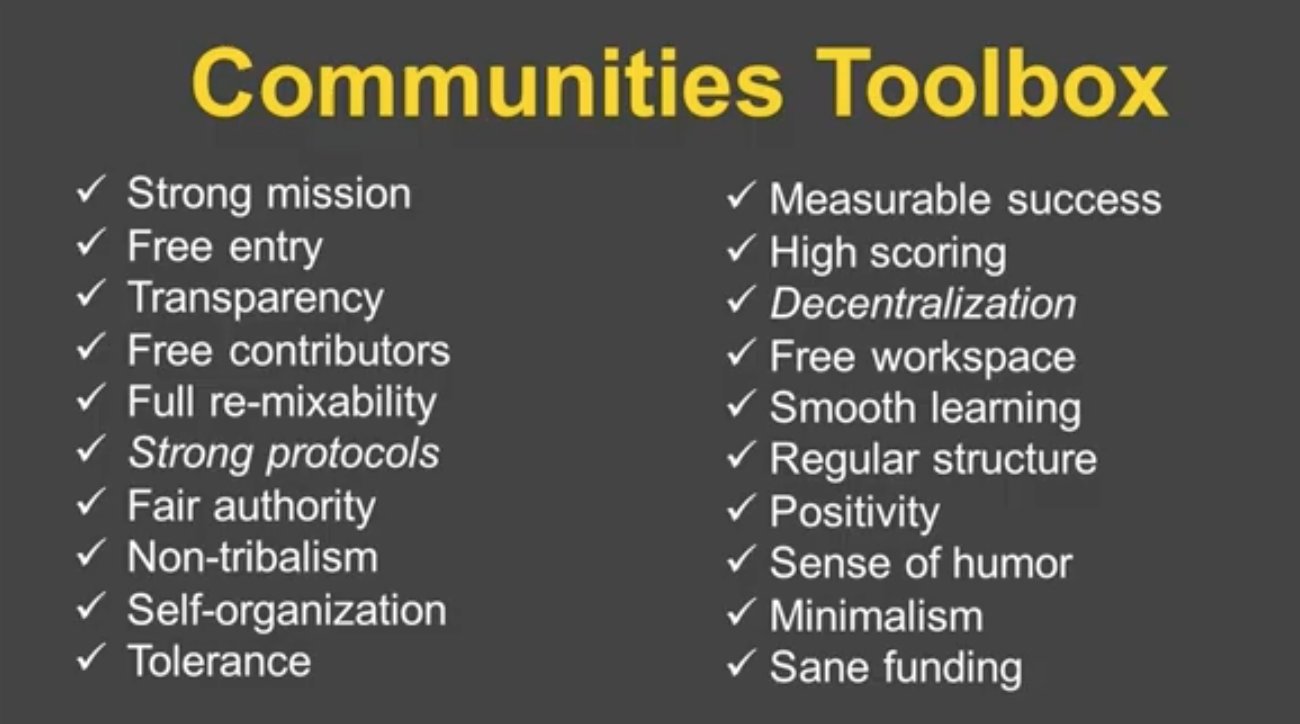 Communities Toolbox
✓ Strong mission
✓ Free entry
✓ Transparency
✓ Free contributors
✓ Full re-mixability
✓ Strong protocols
✓ Fair authority
✓ Non-tribalism
✓ Self-organization
✓ Tolerance
✓ Measurable success
✓ High scoring
✓ Decentralization
✓ Free workspace
✓ Smooth learning
✓ Regular structure
✓ Positivity
✓ Sense of humor
✓ Minimalism
✓ Sane funding